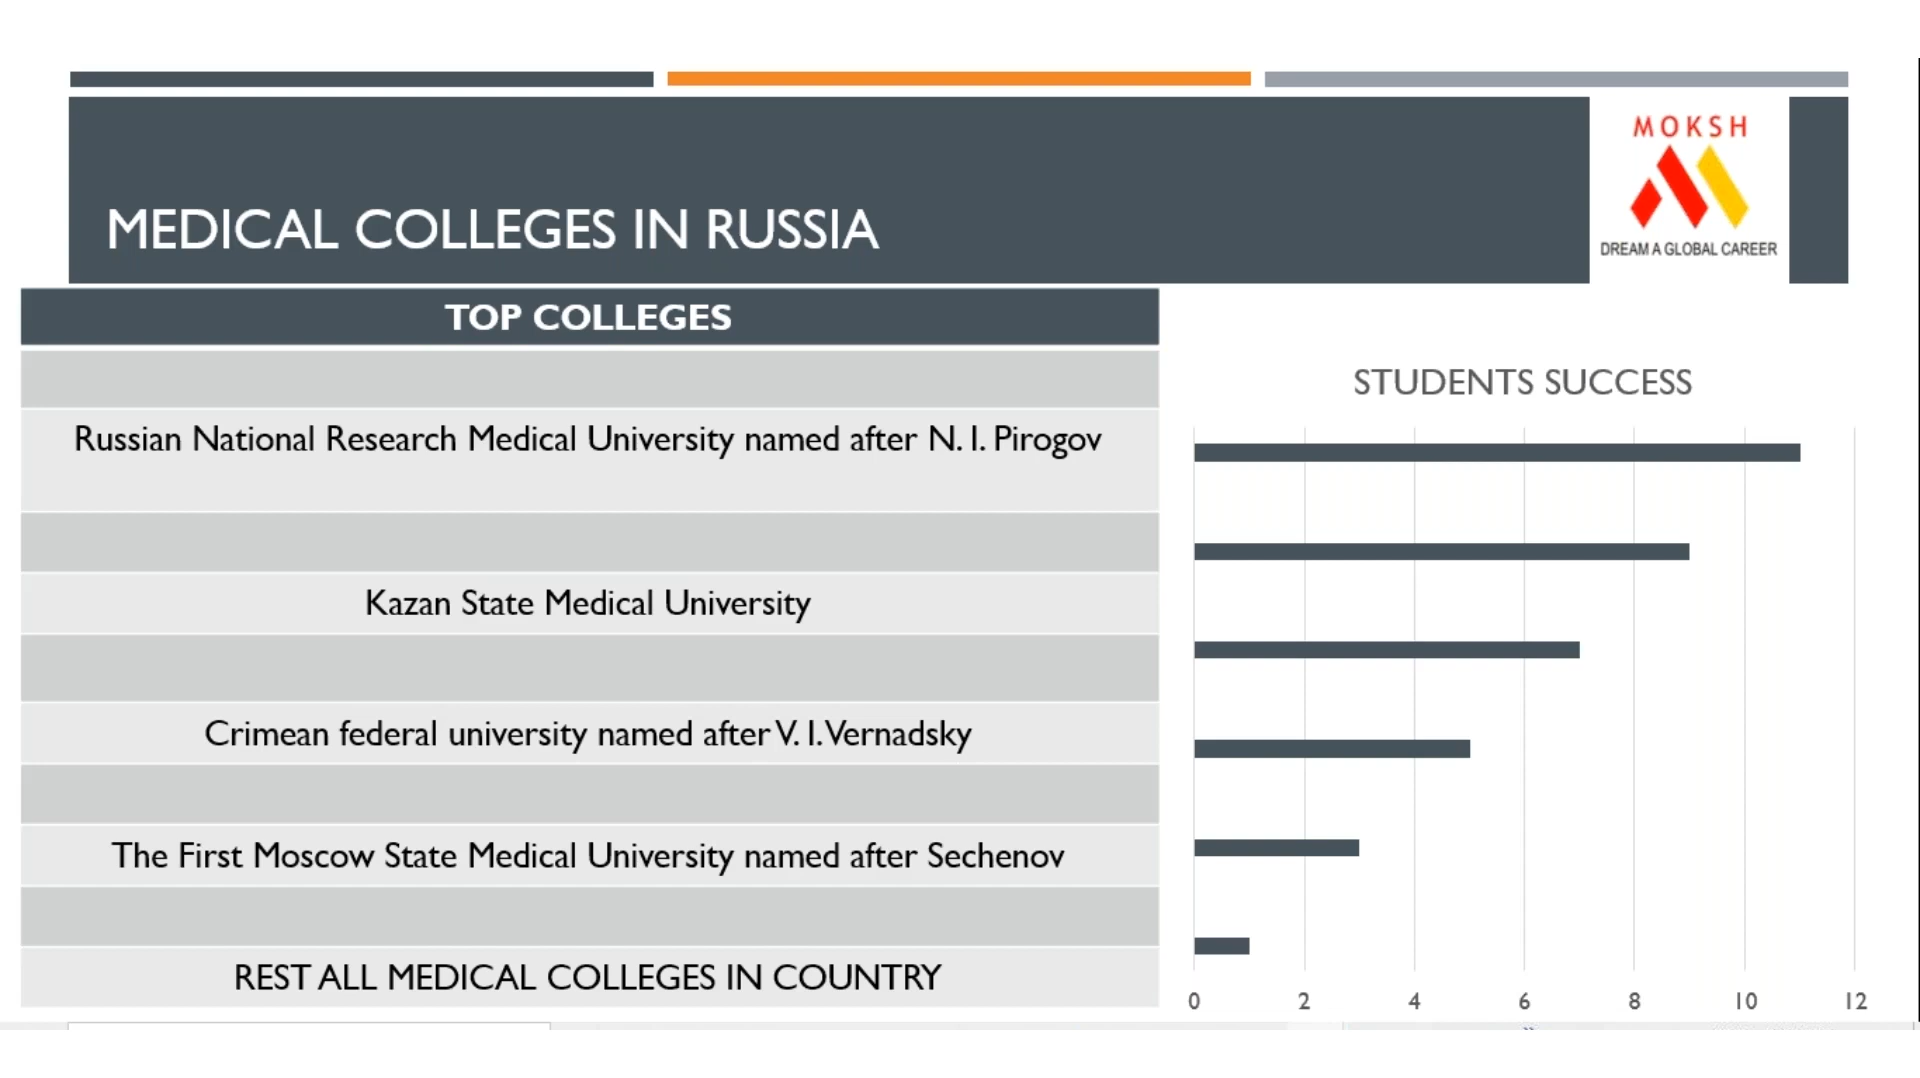 MOKSH
DREAM A GLOBAL CAREER
MEDICAL COLLEGES IN RUSSIA
TOP COLLEGES
Russian National Research Medical University named after N. I. Pirogov
Kazan State Medical University
Crimean federal university named after V. I. Vernadsky
The First Moscow State Medical University named after Sechenov
REST ALL MEDICAL COLLEGES IN COUNTRY
STUDENTS SUCCESS
0 2 4 6 8 10 12